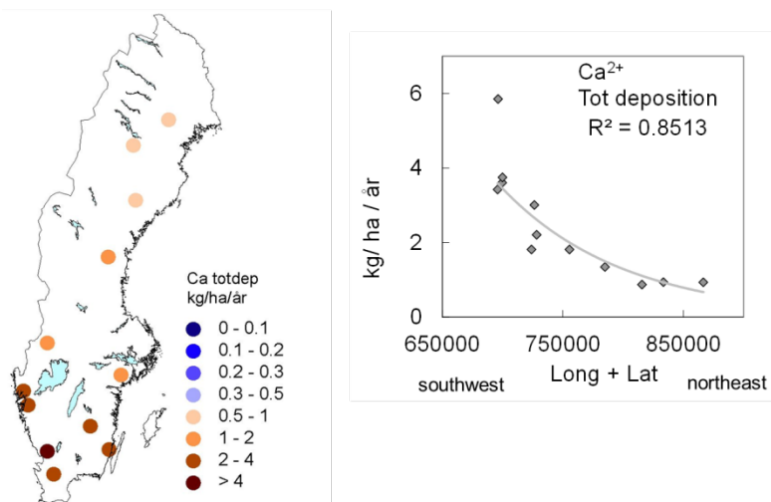 Ca totdep
kg/ha/år
0 - 0.1
0.1 - 0.2
0.2 - 0.3
0.3 - 0.5
0.5 - 1
1 - 2
2 - 4
> 4
Ca²⁺
Tot deposition
R² = 0.8513
kg/ ha / år
6
4
2
0
650000 750000 850000
southwest Long + Lat northeast